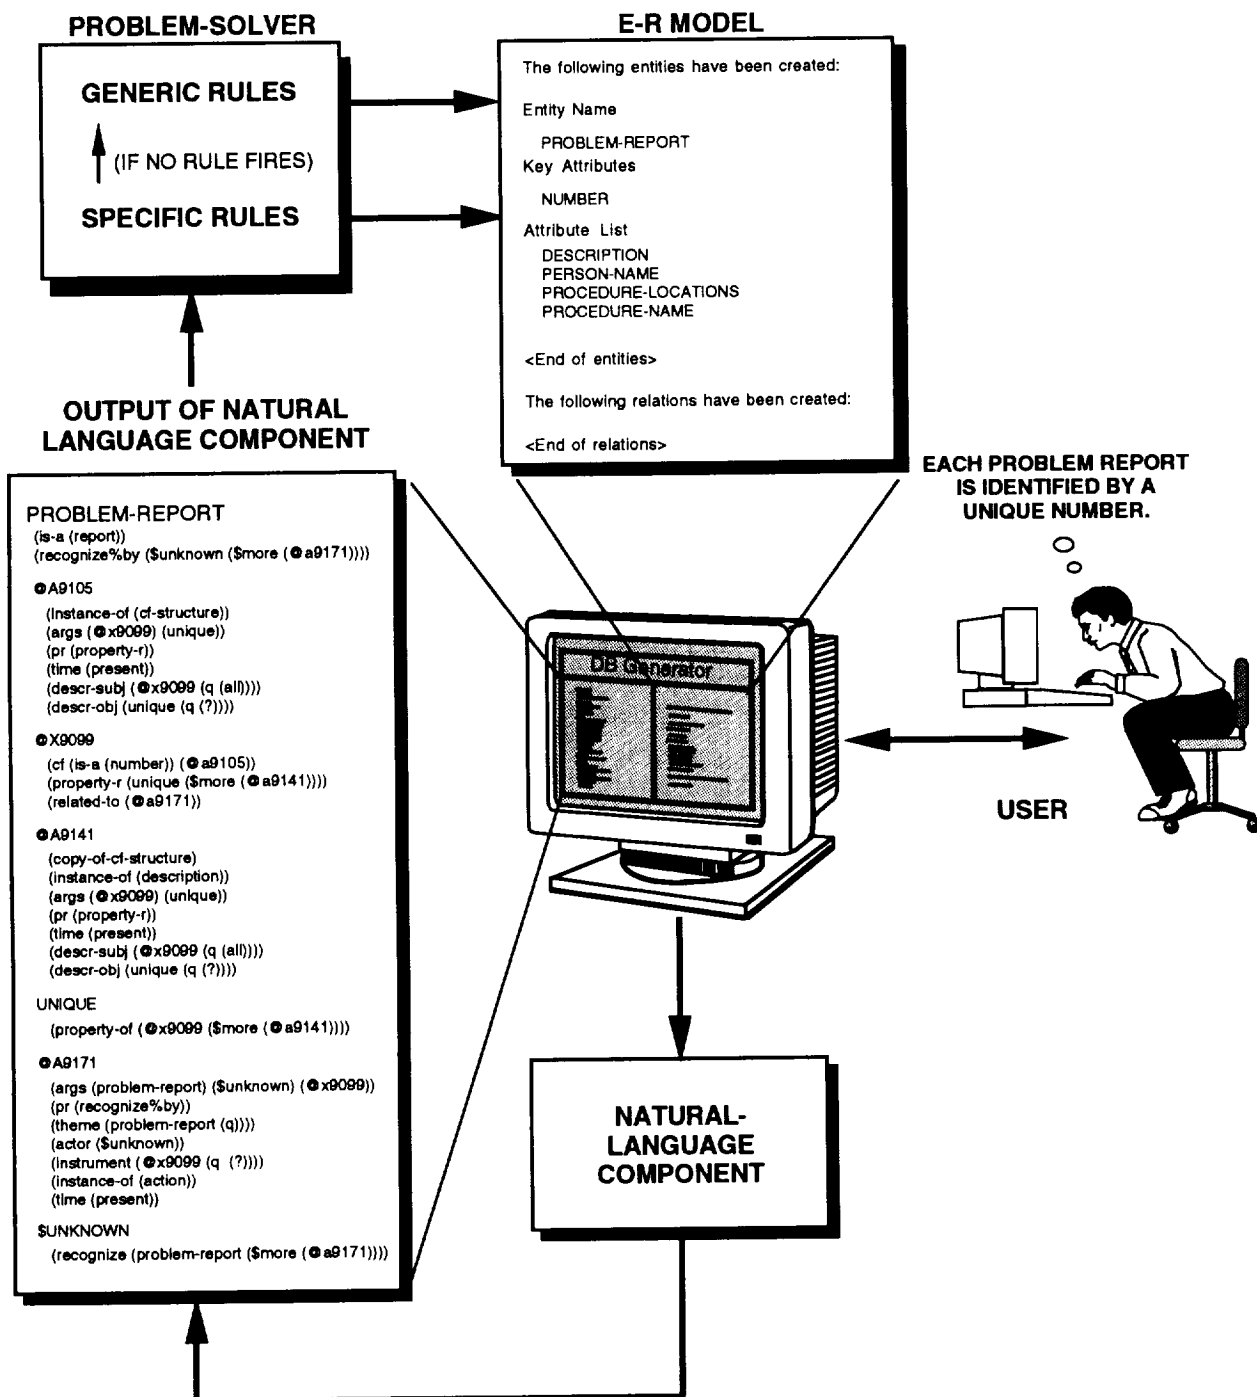 PROBLEM-SOLVER
GENERIC RULES
(IF NO RULE FIRES)
SPECIFIC RULES
E-R MODEL
The following entities have been created:
Entity Name
PROBLEM-REPORT
Key Attributes
NUMBER
Attribute List
DESCRIPTION
PERSON-NAME
PROCEDURE-LOCATIONS
PROCEDURE-NAME
<End of entities>
The following relations have been created:
<End of relations>
OUTPUT OF NATURAL
LANGUAGE COMPONENT
PROBLEM-REPORT
(is-a (report))
(recognize%by ($unknown ($more (@a9171))))
@A9105
(instance-of (cf-structure))
(args (@x9099) (unique))
(pr (property-r))
(time (present))
(descr-subj (@x9099 (q (all))))
(descr-obj (unique (q (?))))
@X9099
(cf (is-a (number)) (@a9105))
(property-r (unique ($more (@a9141))))
(related-to (@a9171))
@A9141
(copy-of-cf-structure)
(instance-of (description))
(args (@x9099) (unique))
(pr (property-r))
(time (present))
(descr-subj (@x9099 (q (all))))
(descr-obj (unique (q (?))))
UNIQUE
(property-of (@x9099 ($more (@a9141))))
@A9171
(args (problem-report) ($unknown) (@x9099))
(pr (recognize%by))
(theme (problem-report (q))))
(actor ($unknown))
(instrument (@x9099 (q (?))))
(instance-of (action))
(time (present))
$UNKNOWN
(recognize (problem-report ($more (@a9171))))
EACH PROBLEM REPORT
IS IDENTIFIED BY A
UNIQUE NUMBER.
DB Generator
USER
NATURAL-
LANGUAGE
COMPONENT